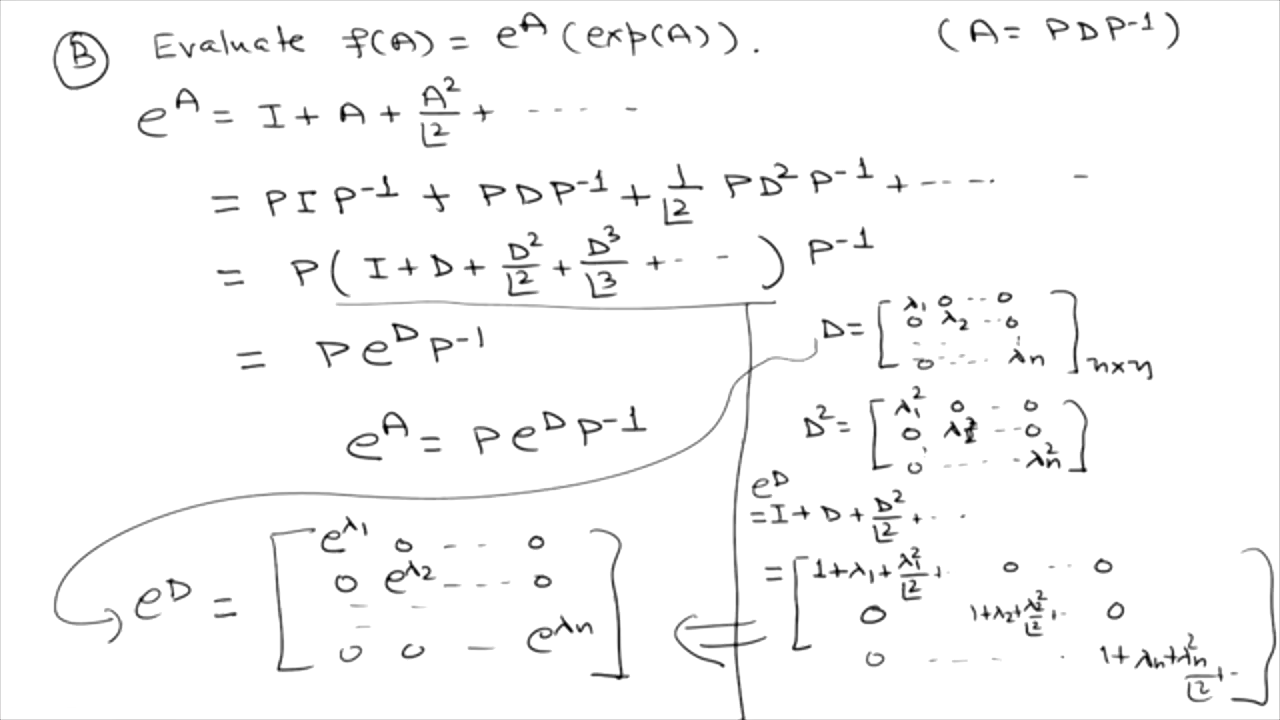 (B) Evaluate f(A) = e^A (exp(A)). (A = PDP^-1)
e^A = I + A + A^2/⌊2 + ---- -
= PIP^-1 + PDP^-1 + 1/⌊2 PD^2 P^-1 + ---- -
= P(I + D + D^2/⌊2 + D^3/⌊3 + -- --) P^-1
= Pe^D P^-1
e^A = Pe^D P^-1
e^D = [e^λ1 0 -- - 0
0 e^λ2 --- - 0
-- --
--
0 0 - e^λn]
D = [λ1 0 -- 0
0 λ2 -- 0
0 ---- λn] n×n
D^2 = [λ1^2 0 - 0
0 λ2^2 -- 0
0 ---- λn^2]
e^D
= I + D + D^2/⌊2 + --
= [1+λ1+λ1^2/⌊2+- 0 -- 0
0 1+λ2+λ2^2/⌊2+- 0
0 ---- 1+λn+λn^2/⌊2+-]
⇐